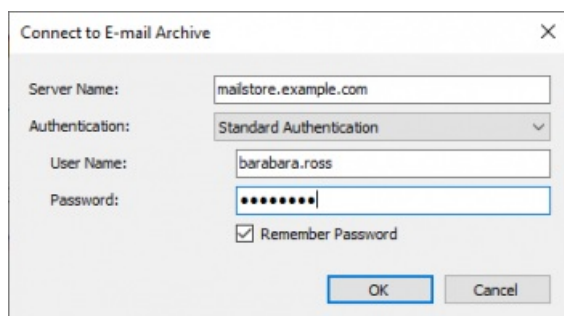 Connect to E-mail Archive
Server Name: mailstore.example.com
Authentication: Standard Authentication
User Name: barabara.ross
Password: ••••••••
Remember Password
OK Cancel